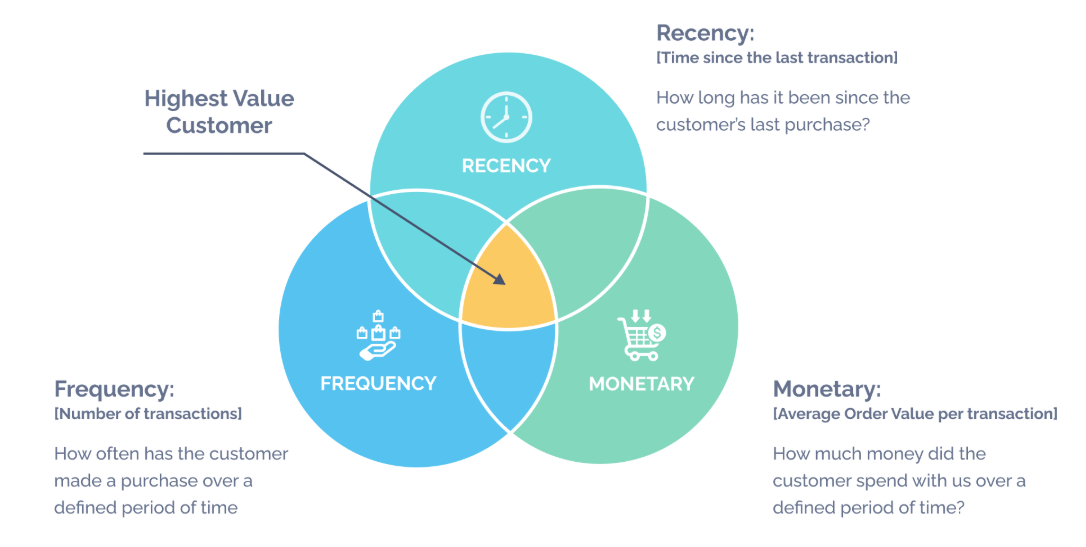 Recency:
[Time since the last transaction]
How long has it been since the
customer's last purchase?
Highest Value
Customer
RECENCY
FREQUENCY
MONETARY
Frequency:
[Number of transactions]
How often has the customer
made a purchase over a
defined period of time
Monetary:
[Average Order Value per transaction]
How much money did the
customer spend with us over a
defined period of time?
$